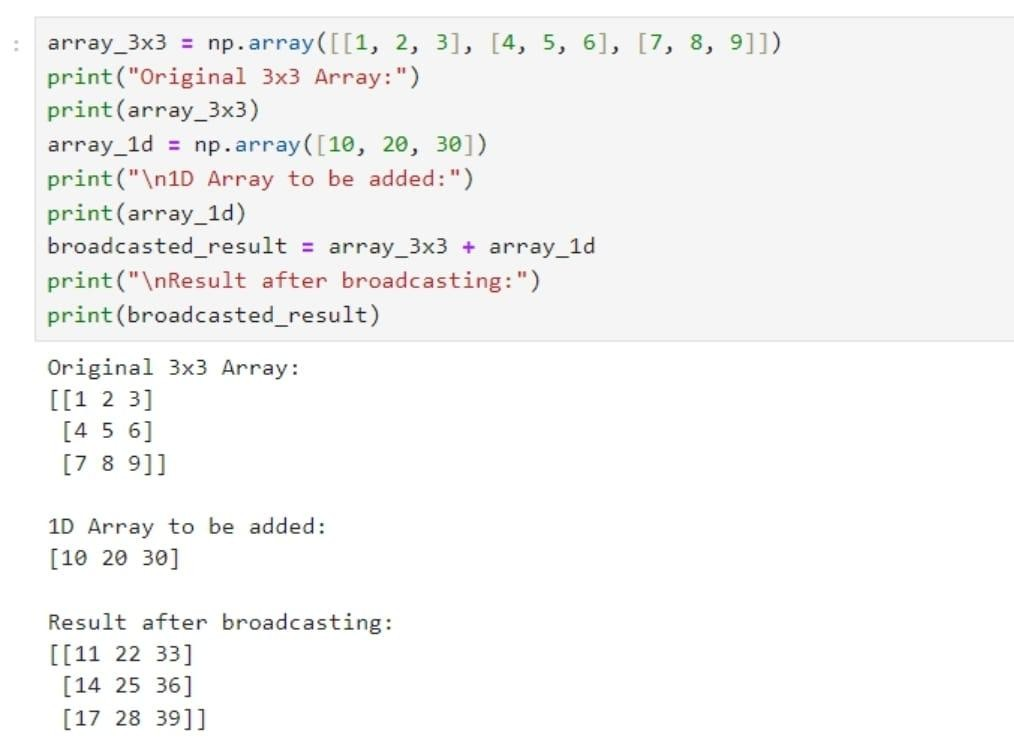 array_3x3 = np.array([[1, 2, 3], [4, 5, 6], [7, 8, 9]])
print("Original 3x3 Array:")
print(array_3x3)
array_1d = np.array([10, 20, 30])
print("\n1D Array to be added:")
print(array_1d)
broadcasted_result = array_3x3 + array_1d
print("\nResult after broadcasting:")
print(broadcasted_result)
Original 3x3 Array:
[[1 2 3]
 [4 5 6]
 [7 8 9]]
1D Array to be added:
[10 20 30]
Result after broadcasting:
[[11 22 33]
 [14 25 36]
 [17 28 39]]